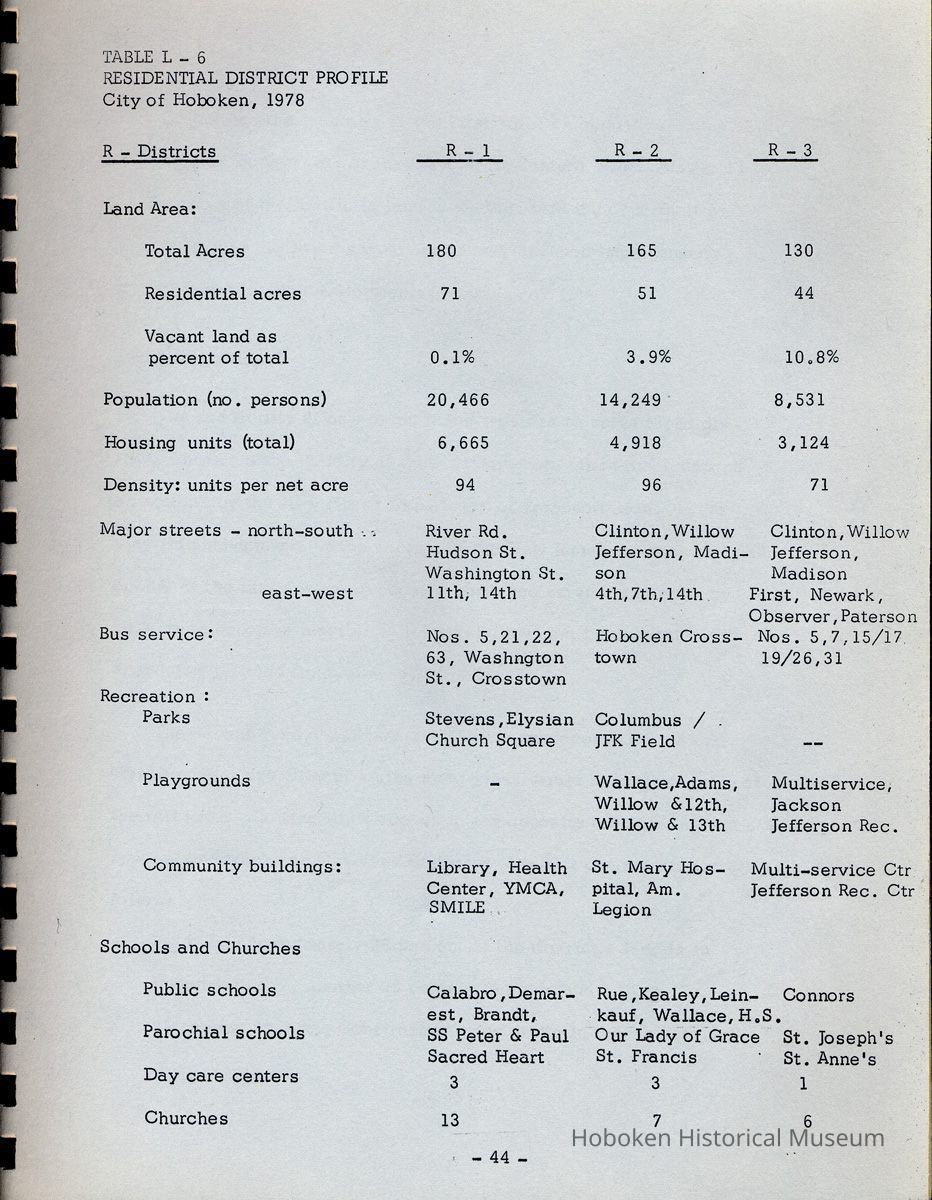 TABLE L - 6
RESIDENTIAL DISTRICT PROFILE
City of Hoboken, 1978
R - Districts R - 1 R - 2 R - 3
Land Area:
Total Acres 180 165 130
Residential acres 71 51 44
Vacant land as
percent of total 0.1% 3.9% 10.8%
Population (no. persons) 20,466 14,249 8,531
Housing units (total) 6,665 4,918 3,124
Density: units per net acre 94 96 71
Major streets - north-south River Rd. Clinton,Willow Clinton,Willow
Hudson St. Jefferson, Madi- Jefferson,
Washington St. son Madison
east-west 11th, 14th 4th,7th,14th First, Newark,
Observer,Paterson
Bus service: Nos. 5,21,22, Hoboken Cross- Nos. 5,7,15/17
63, Washngton town 19/26,31
St., Crosstown
Recreation :
Parks Stevens,Elysian Columbus /
Church Square JFK Field --
Playgrounds - Wallace,Adams, Multiservice,
Willow &12th, Jackson
Willow & 13th Jefferson Rec.
Community buildings: Library, Health St. Mary Hos- Multi-service Ctr
Center, YMCA, pital, Am. Jefferson Rec. Ctr
SMILE Legion
Schools and Churches
Public schools Calabro,Demar- Rue,Kealey,Lein- Connors
est, Brandt, kauf, Wallace,H.S.
Parochial schools SS Peter & Paul Our Lady of Grace St. Joseph's
Sacred Heart St. Francis St. Anne's
Day care centers 3 3 1
Churches 13 7 6
Hoboken Historical Museum
- 44 -